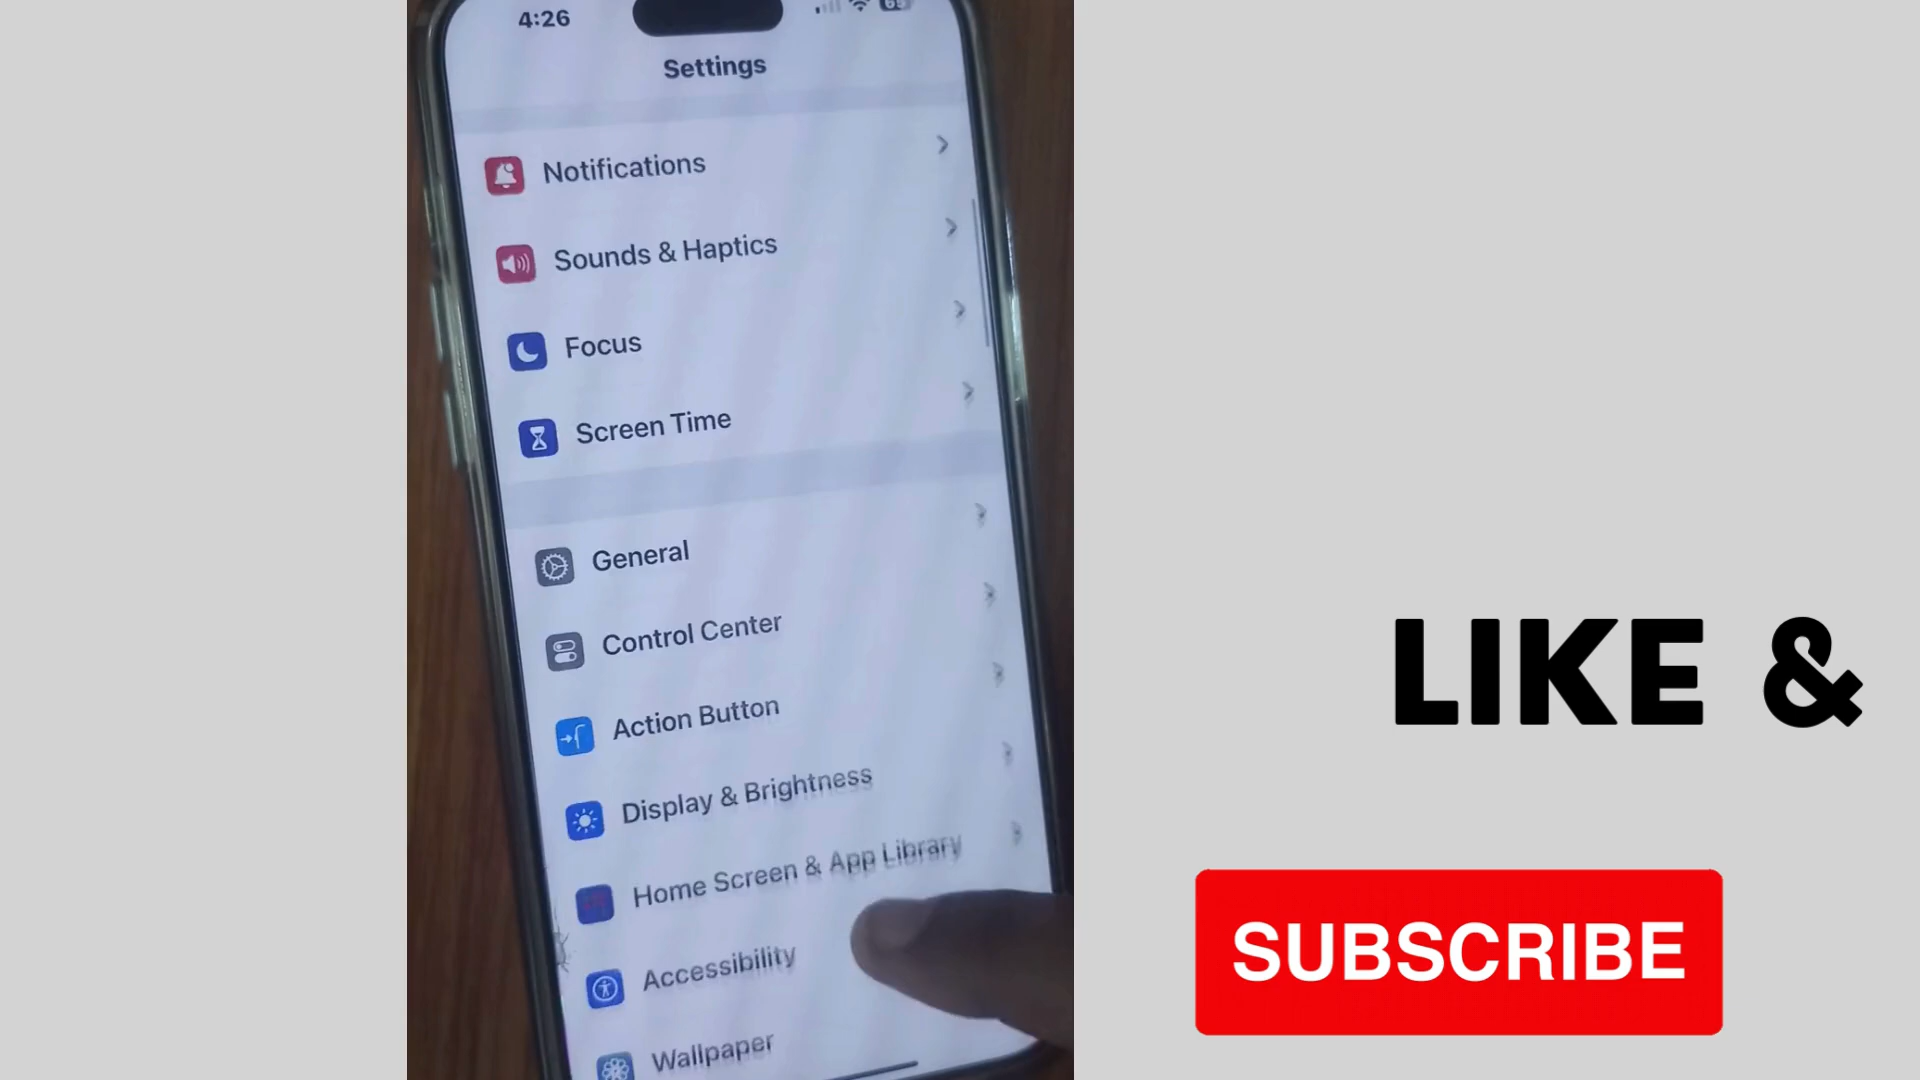 4:26
Settings
Notifications
Sounds & Haptics
Focus
Screen Time
General
Control Center
Action Button
Display & Brightness
Home Screen & App Library
Accessibility
Wallpaper
LIKE &
SUBSCRIBE